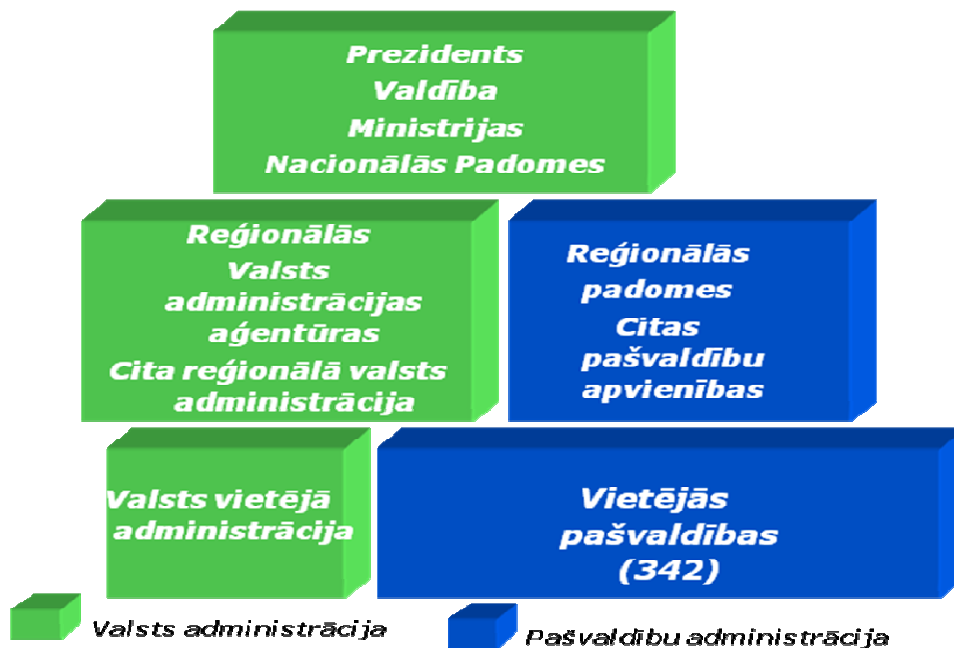 Prezidents
Valdība
Ministrijas
Nacionālās Padomes
Reģionālās
Valsts
administrācijas
aģentūras
Cita reģionālā valsts
administrācija
Reģionālās
padomes
Citas
pašvaldību
apvienības
Valsts vietējā
administrācija
Vietējās
pašvaldības
(342)
Valsts administrācija
Pašvaldību administrācija